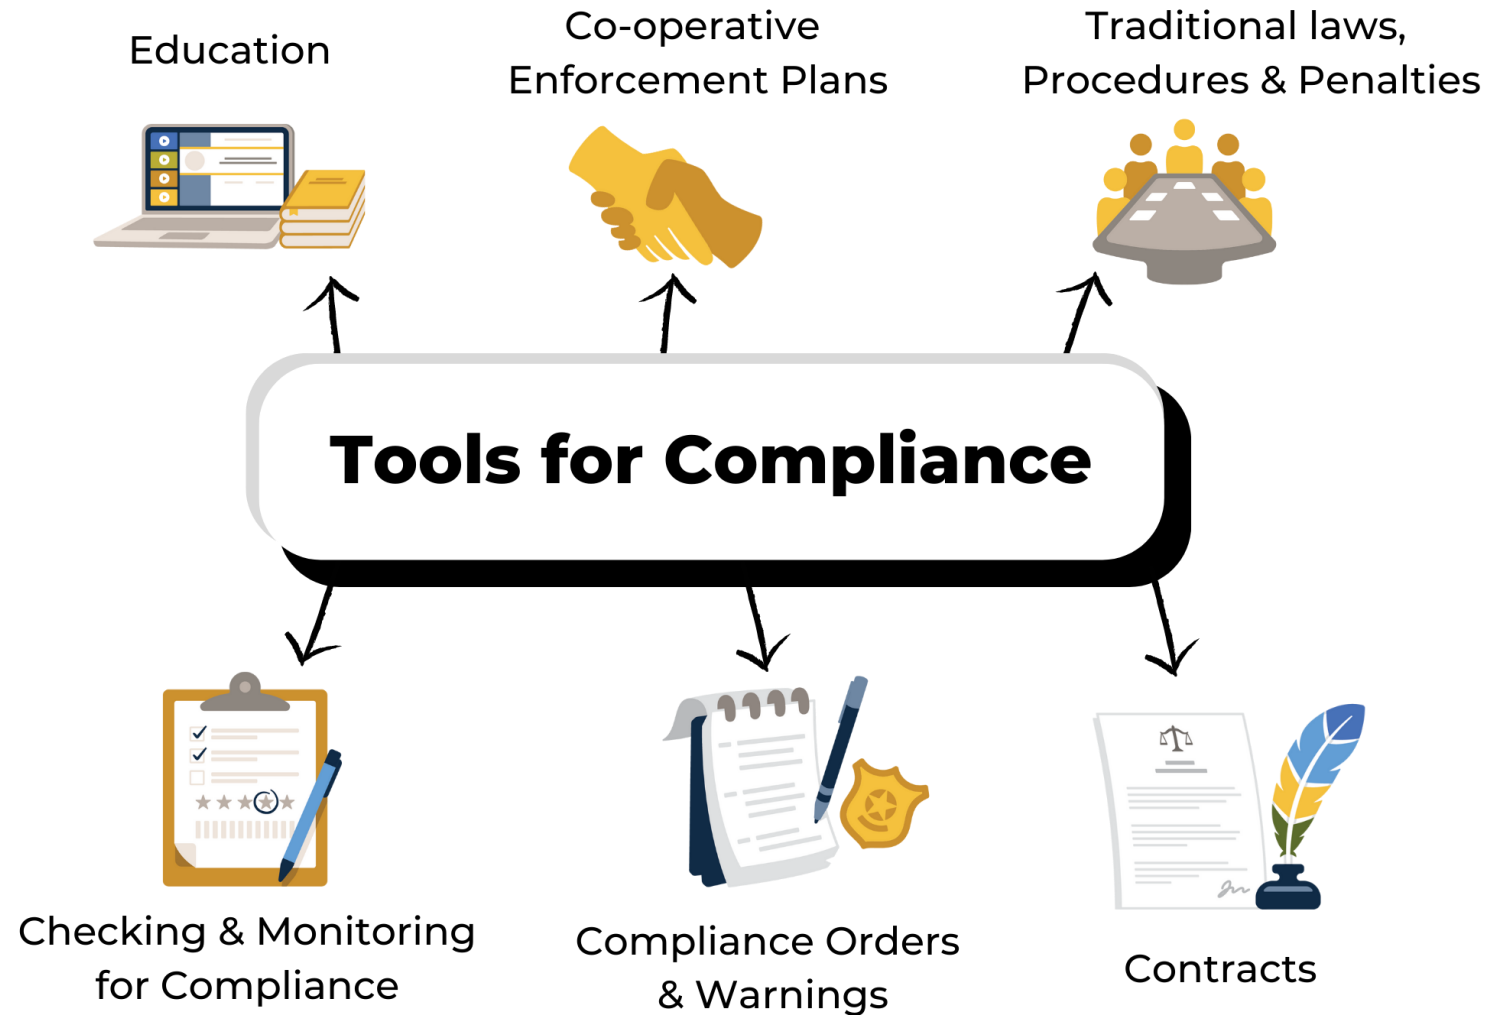 Education
Co-operative
Enforcement Plans
Traditional laws,
Procedures & Penalties
Tools for Compliance
Checking & Monitoring
for Compliance
Compliance Orders
& Warnings
Contracts